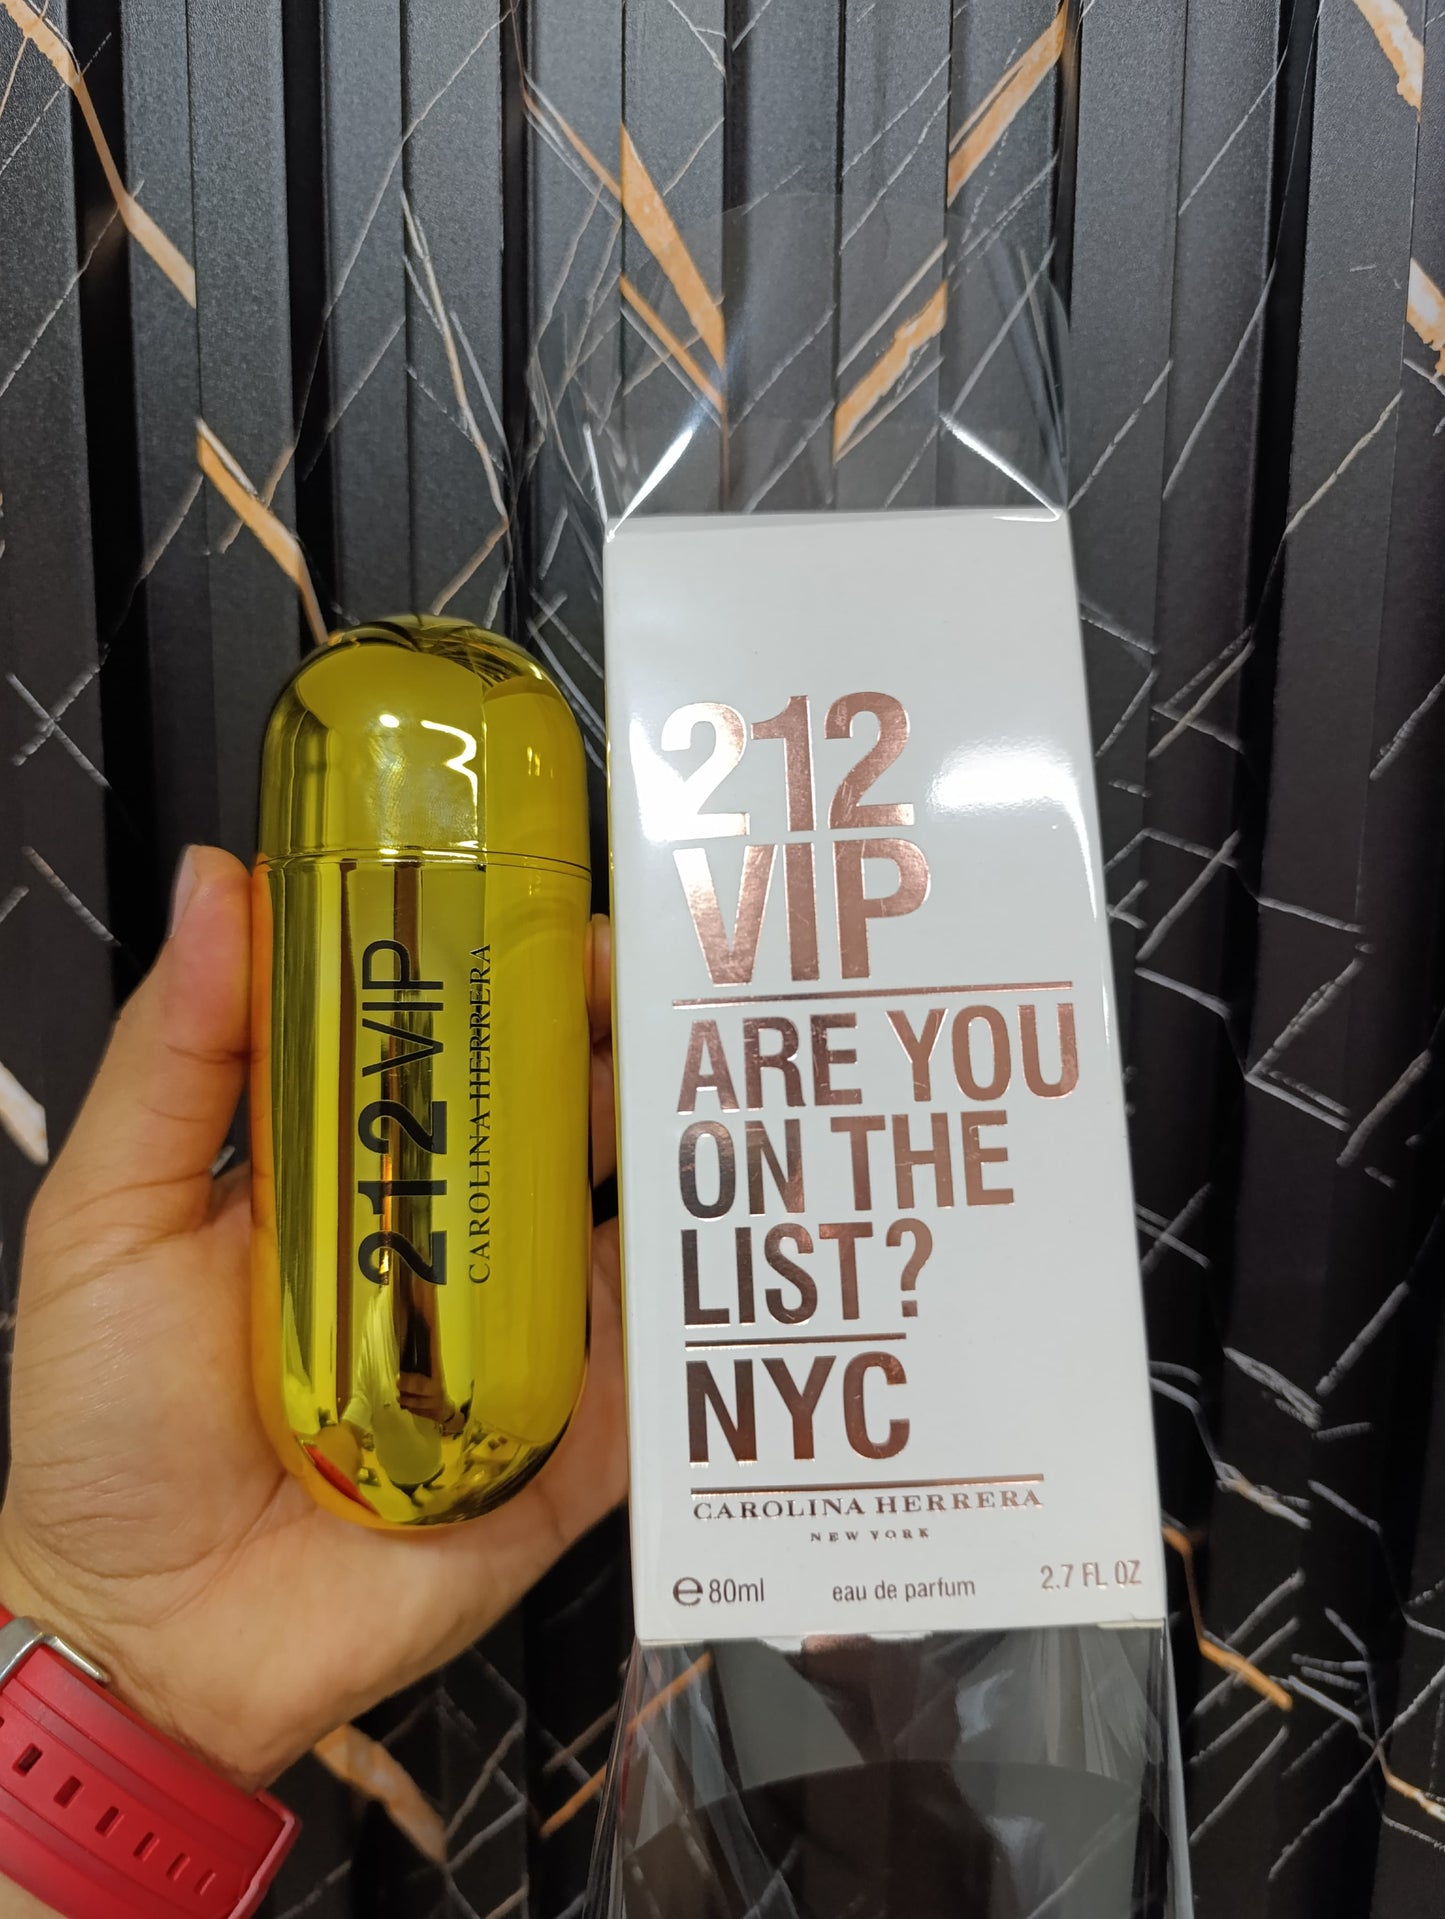 212 VIP
CAROLINA HERRERA
212
VIP
ARE YOU
ON THE
LIST?
NYC
CAROLINA HERRERA
NEW YORK
℮ 80ml eau de parfum 2.7 FL OZ